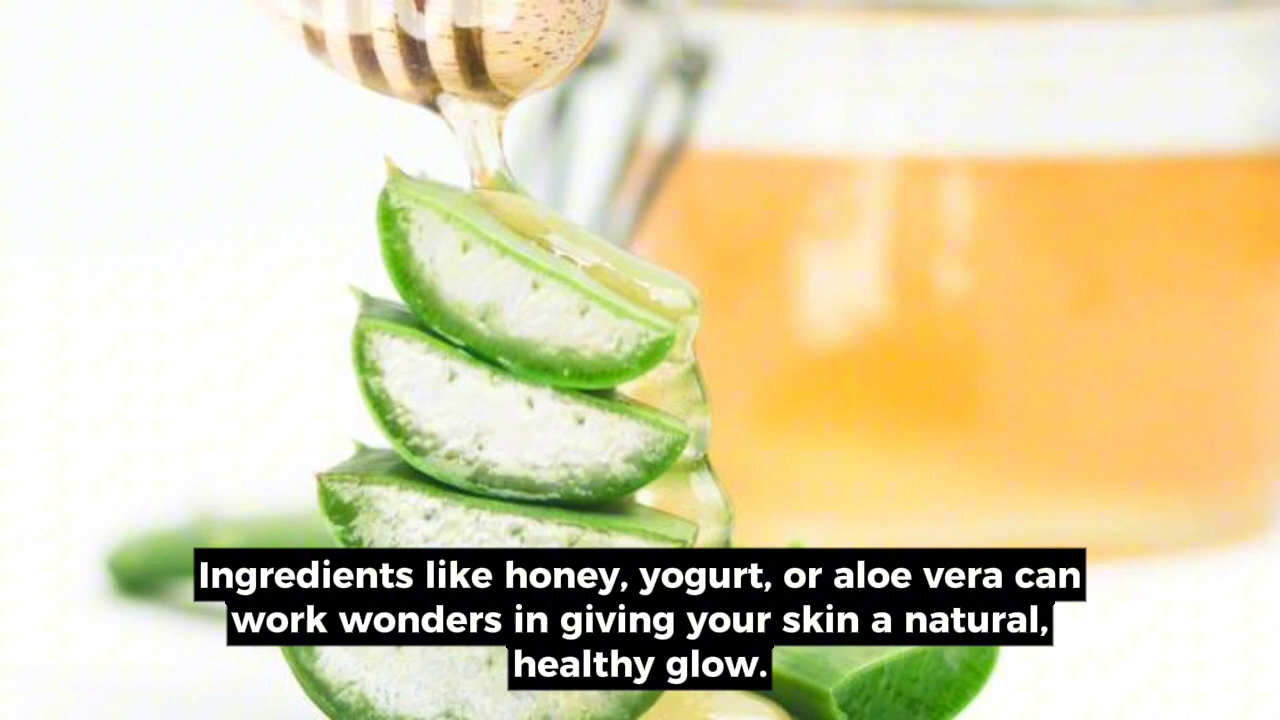 Ingredients like honey, yogurt, or aloe vera can
work wonders in giving your skin a natural,
healthy glow.